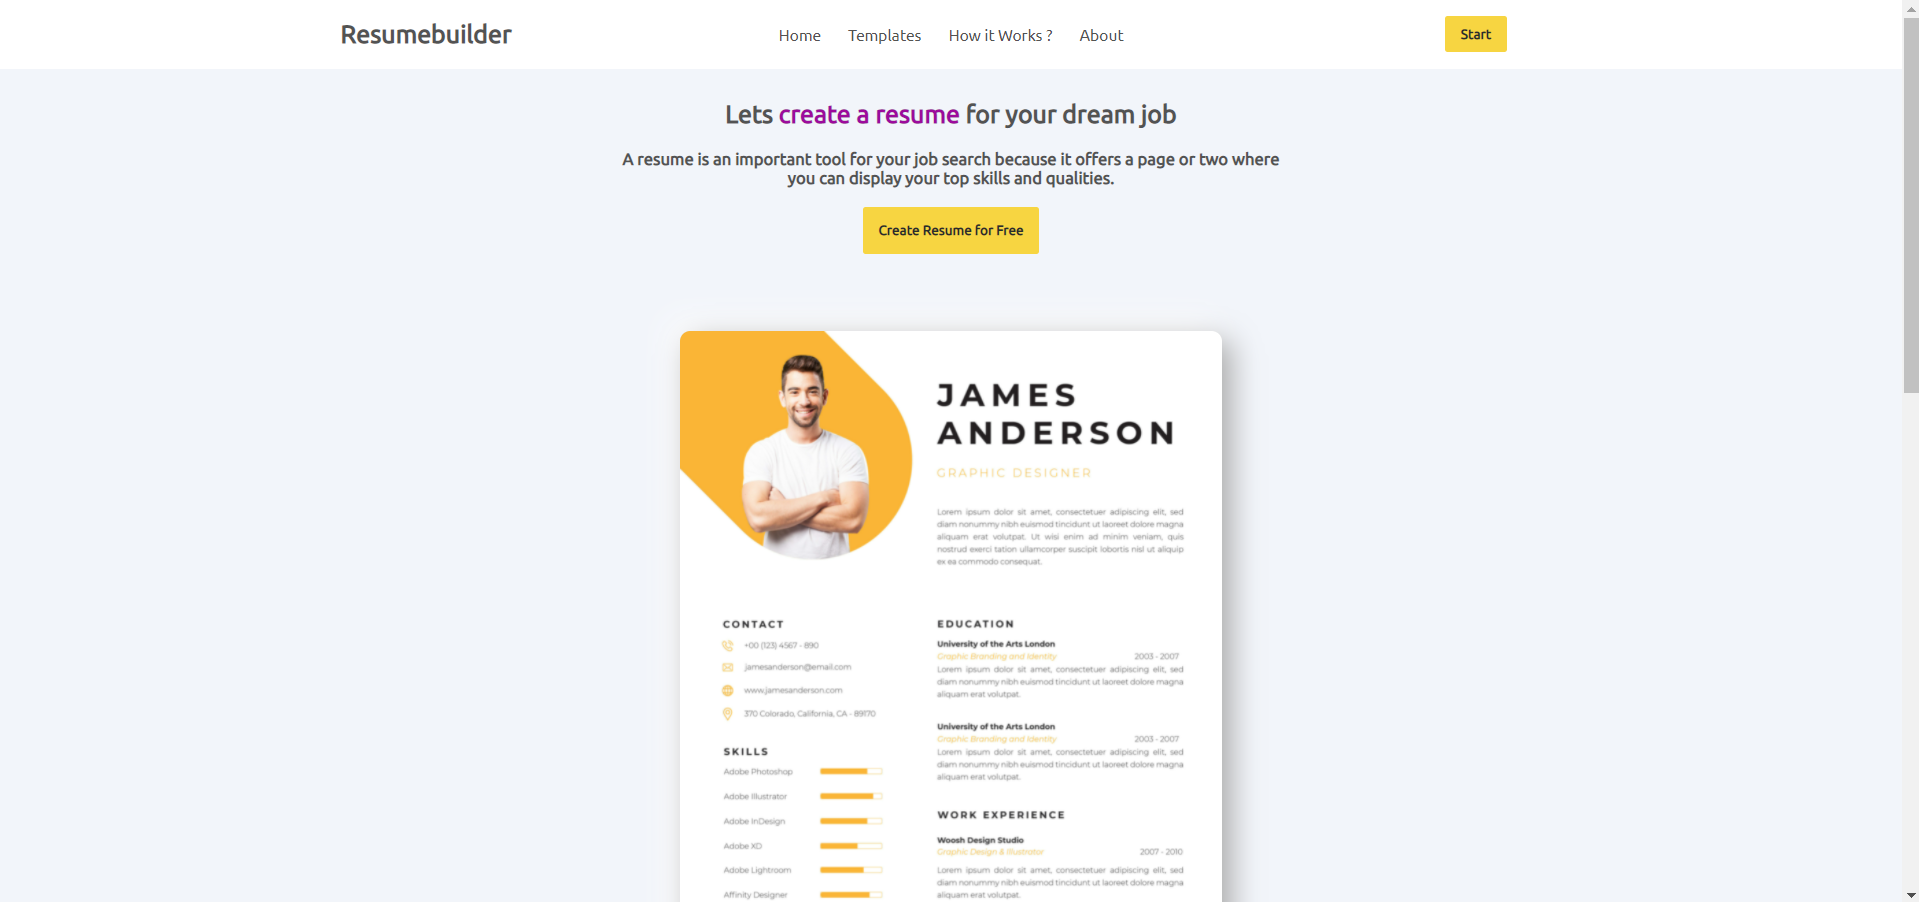 Resumebuilder
Home
Templates
How it Works ?
About
Start
Lets create a resume for your dream job
A resume is an important tool for your job search because it offers a page or two where
you can display your top skills and qualities.
Create Resume for Free
JAMES
ANDERSON
GRAPHIC DESIGNER
Lorem ipsum dolor sit amet, consectetuer adipiscing elit, sed
diam nonummy nibh euismod tincidunt ut laoreet dolore magna
aliquam erat volutpat. Ut wisi enim ad minim veniam, quis
nostrud exerci tation ullamcorper suscipit lobortis nisl ut aliquip
ex ea commodo consequat.
CONTACT
+00 (123) 4567 - 890
jamesanderson@email.com
www.jamesanderson.com
370 Colorado, California, CA - 89170
SKILLS
Adobe Photoshop
Adobe Illustrator
Adobe InDesign
Adobe XD
Adobe Lightroom
Affinity Designer
EDUCATION
University of the Arts London
Graphic Branding and Identity 2003 - 2007
Lorem ipsum dolor sit amet, consectetuer adipiscing elit, sed
diam nonummy nibh euismod tincidunt ut laoreet dolore magna
aliquam erat volutpat.
University of the Arts London
Graphic Branding and Identity 2003 - 2007
Lorem ipsum dolor sit amet, consectetuer adipiscing elit, sed
diam nonummy nibh euismod tincidunt ut laoreet dolore magna
aliquam erat volutpat.
WORK EXPERIENCE
Woosh Design Studio
Graphic Design & Illustrator 2007 - 2010
Lorem ipsum dolor sit amet, consectetuer adipiscing elit, sed
diam nonummy nibh euismod tincidunt ut laoreet dolore magna
aliquam erat volutpat.